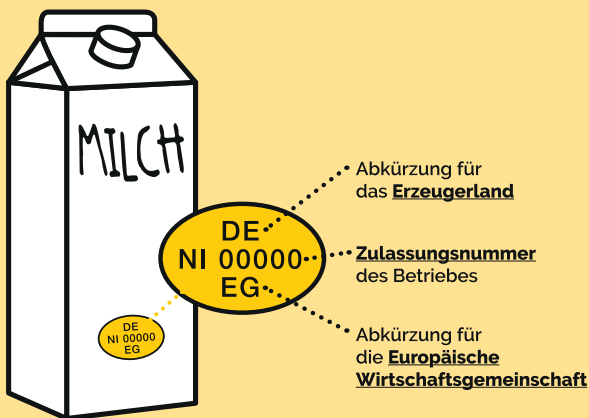 MILCH
DE
NI 00000
EG
DE
NI 00000
EG
Abkürzung für
das Erzeugerland
Zulassungsnummer
des Betriebes
Abkürzung für
die Europäische
Wirtschaftsgemeinschaft